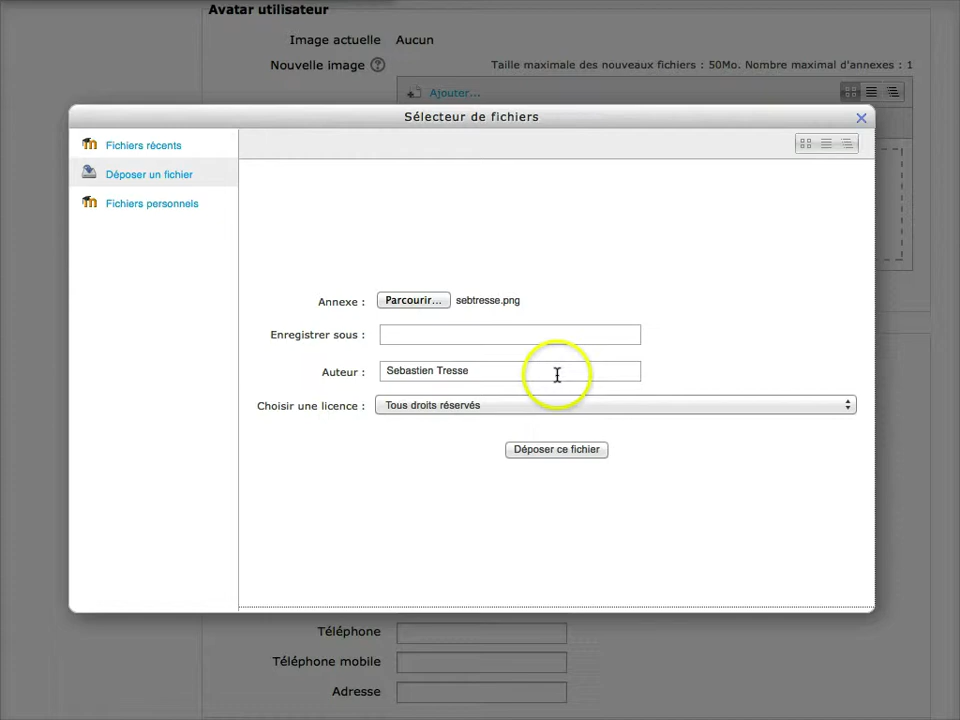 Avatar utilisateur
Image actuelle Aucun
Nouvelle image ?
Taille maximale des nouveaux fichiers : 50Mo. Nombre maximal d'annexes : 1
Ajouter...
Sélecteur de fichiers
Fichiers récents
Déposer un fichier
Fichiers personnels
Annexe : Parcourir... sebtresse.png
Enregistrer sous :
Auteur : Sebastien Tresse
Choisir une licence : Tous droits réservés
Déposer ce fichier
Téléphone
Téléphone mobile
Adresse